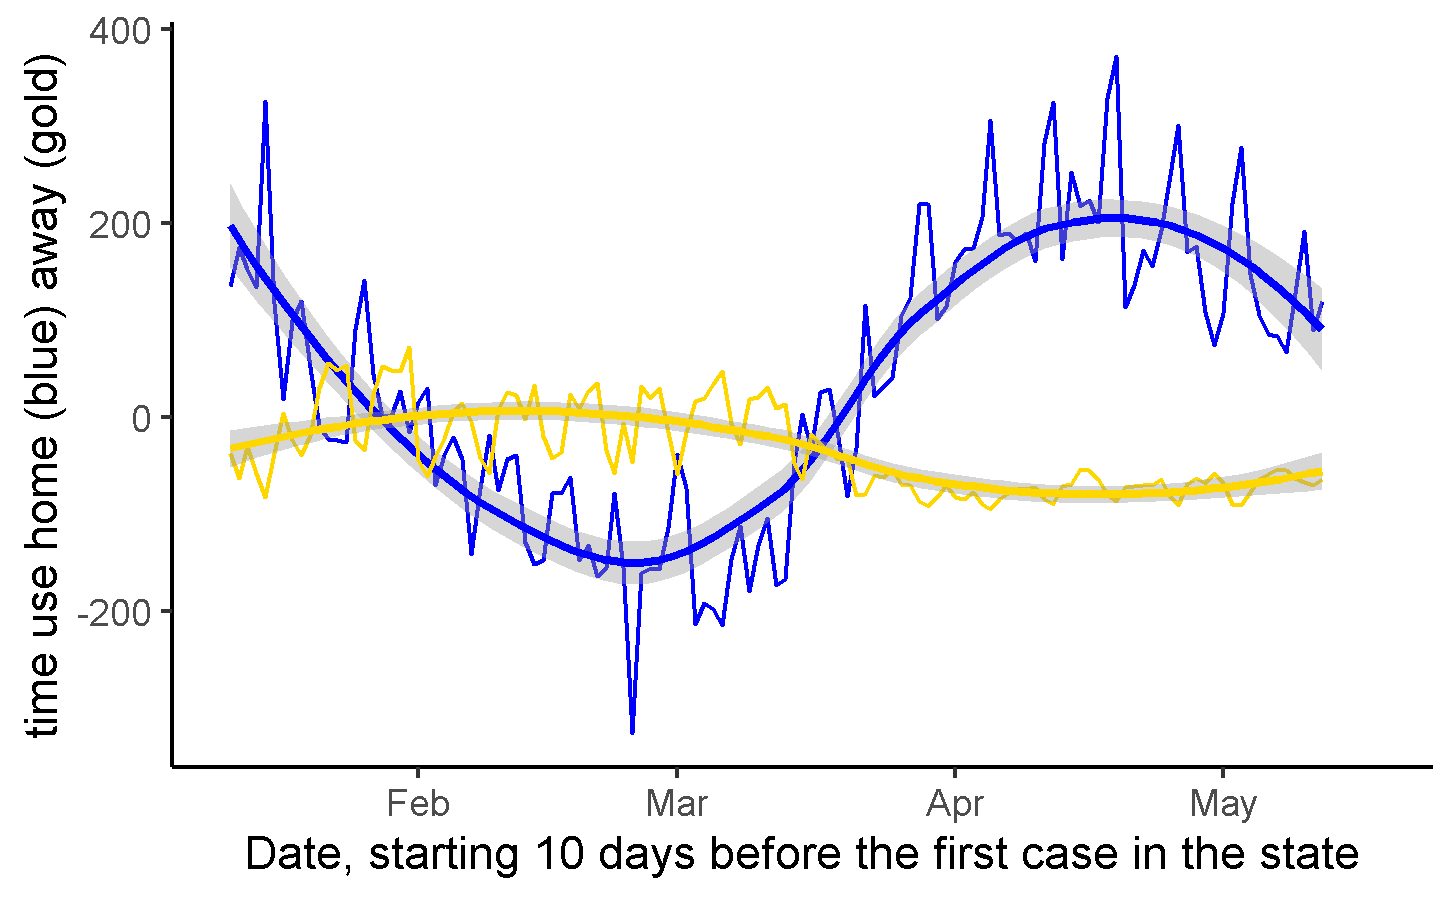 time use home (blue) away (gold)
400
200
0
-200
Feb
Mar
Apr
May
Date, starting 10 days before the first case in the state